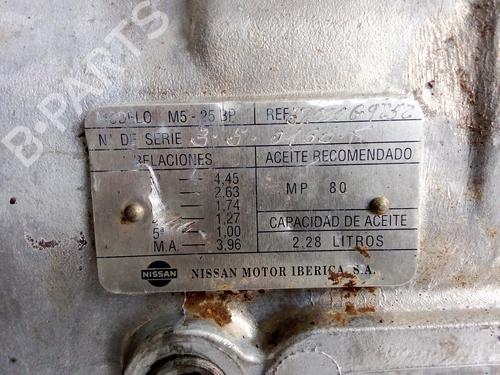 B-PARTS
MODELO M5-25 BP REF.
N° DE SERIE
RELACIONES ACEITE RECOMENDADO
4,45
2,63
MP 80
1,74
1,27
CAPACIDAD DE ACEITE
5ª 1,00
M.A. 3,96
2,28 LITROS
NISSAN NISSAN MOTOR IBERICA, S.A.